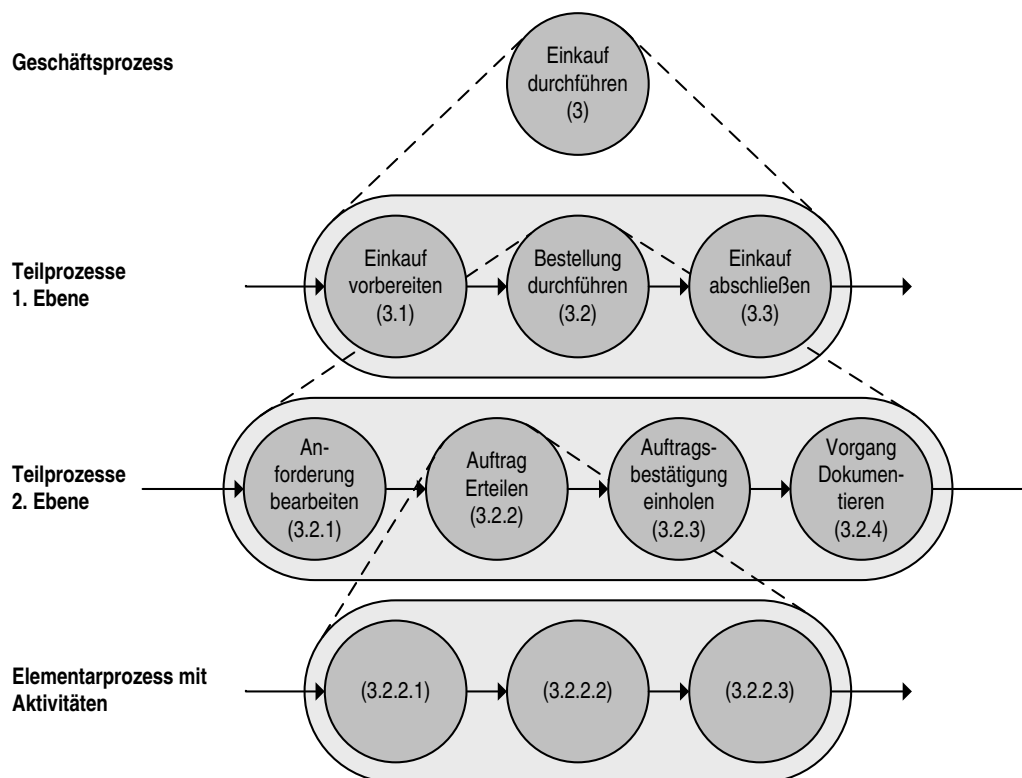 Geschäftsprozess
Einkauf
durchführen
(3)
Teilprozesse
1. Ebene
Einkauf
vorbereiten
(3.1)
Bestellung
durchführen
(3.2)
Einkauf
abschließen
(3.3)
Teilprozesse
2. Ebene
An-
forderung
bearbeiten
(3.2.1)
Auftrag
Erteilen
(3.2.2)
Auftrags-
bestätigung
einholen
(3.2.3)
Vorgang
Dokumen-
tieren
(3.2.4)
Elementarprozess mit
Aktivitäten
(3.2.2.1)
(3.2.2.2)
(3.2.2.3)